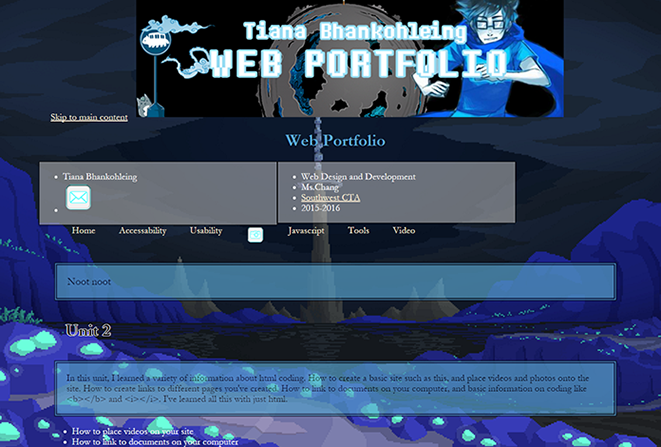 Tiana Bhankohleing
WEB PORTFOLIO
Skip to main content
Web Portfolio
Tiana Bhankohleing
Web Design and Development
Ms.Chang
Southwest CTA
2015-2016
Home Accessability Usability Javascript Tools Video
Noot noot
Unit 2
In this unit, I learned a variety of information about html coding. How to create a basic site such as this, and place videos and photos onto the
site. How to create links to different pages you've created. How to link to documents on your computer, and basic information on coding like
<b></b> and <i></i>. I've learned all this with just html.
How to place videos on your site
How to link to documents on your computer